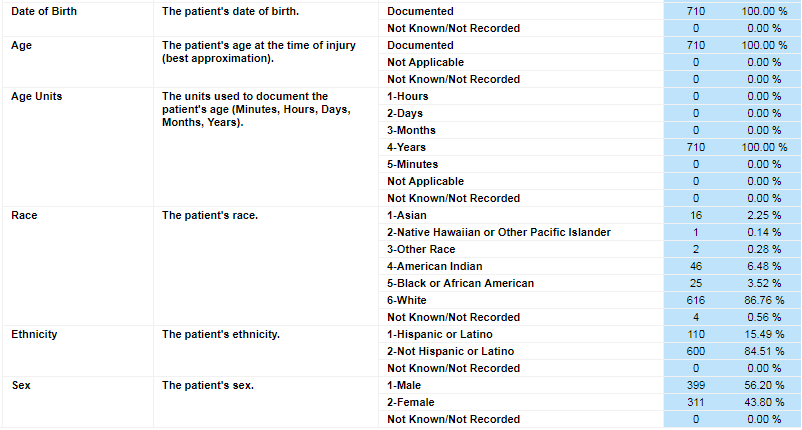 Date of Birth The patient's date of birth. Documented 710 100.00 %
Not Known/Not Recorded 0 0.00 %
Age The patient's age at the time of injury Documented 710 100.00 %
(best approximation). Not Applicable 0 0.00 %
Not Known/Not Recorded 0 0.00 %
Age Units The units used to document the 1-Hours 0 0.00 %
patient's age (Minutes, Hours, Days, 2-Days 0 0.00 %
Months, Years). 3-Months 0 0.00 %
4-Years 710 100.00 %
5-Minutes 0 0.00 %
Not Applicable 0 0.00 %
Not Known/Not Recorded 0 0.00 %
Race The patient's race. 1-Asian 16 2.25 %
2-Native Hawaiian or Other Pacific Islander 1 0.14 %
3-Other Race 2 0.28 %
4-American Indian 46 6.48 %
5-Black or African American 25 3.52 %
6-White 616 86.76 %
Not Known/Not Recorded 4 0.56 %
Ethnicity The patient's ethnicity. 1-Hispanic or Latino 110 15.49 %
2-Not Hispanic or Latino 600 84.51 %
Not Known/Not Recorded 0 0.00 %
Sex The patient's sex. 1-Male 399 56.20 %
2-Female 311 43.80 %
Not Known/Not Recorded 0 0.00 %